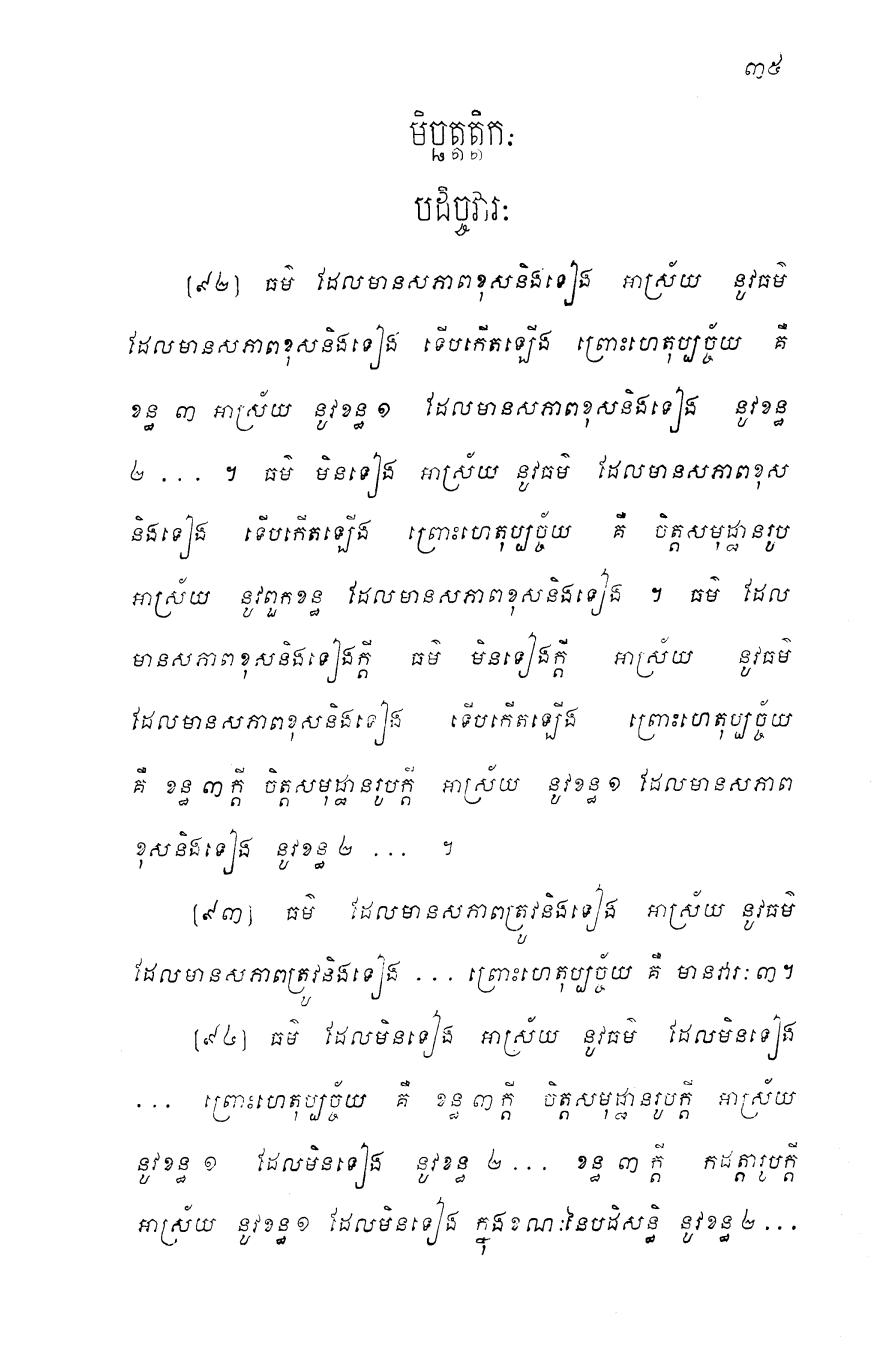 ៣៥
មិច្ឆត្តត្តិកៈ
បដិច្ចវារៈ
[៩២] ធម៌ ដែលមានសភាពខុសនិងទៀង អាស្រ័យ នូវធម៌
ដែលមានសភាពខុសនិងទៀង ទើបកើតឡើង ព្រោះហេតុប្បច្ច័យ គឺ
ខន្ធ ៣ អាស្រ័យ នូវខន្ធ ១ ដែលមានសភាពខុសនិងទៀង នូវខន្ធ
២ ... ។ ធម៌ មិនទៀង អាស្រ័យ នូវធម៌ ដែលមានសភាពខុស
និងទៀង ទើបកើតឡើង ព្រោះហេតុប្បច្ច័យ គឺ ចិត្តសមុដ្ឋានរូប
អាស្រ័យ នូវពួកខន្ធ ដែលមានសភាពខុសនិងទៀង ។ ធម៌ ដែល
មានសភាពខុសនិងទៀងក្តី ធម៌ មិនទៀងក្តី អាស្រ័យ នូវធម៌
ដែលមានសភាពខុសនិងទៀង ទើបកើតឡើង ព្រោះហេតុប្បច្ច័យ
គឺ ខន្ធ ៣ ក្តី ចិត្តសមុដ្ឋានរូបក្តី អាស្រ័យ នូវខន្ធ ១ ដែលមានសភាព
ខុសនិងទៀង នូវខន្ធ ២ ... ។
[៩៣] ធម៌ ដែលមានសភាពត្រូវនិងទៀង អាស្រ័យ នូវធម៌
ដែលមានសភាពត្រូវនិងទៀង ... ព្រោះហេតុប្បច្ច័យ គឺ មានវារៈ ៣ ។
[៩៤] ធម៌ ដែលមិនទៀង អាស្រ័យ នូវធម៌ ដែលមិនទៀង
... ព្រោះហេតុប្បច្ច័យ គឺ ខន្ធ ៣ ក្តី ចិត្តសមុដ្ឋានរូបក្តី អាស្រ័យ
នូវខន្ធ ១ ដែលមិនទៀង នូវខន្ធ ២ ... ខន្ធ ៣ ក្តី កដត្តារូបក្តី
អាស្រ័យ នូវខន្ធ ១ ដែលមិនទៀង ក្នុងខណៈនៃបដិសន្ធិ នូវខន្ធ ២ ...